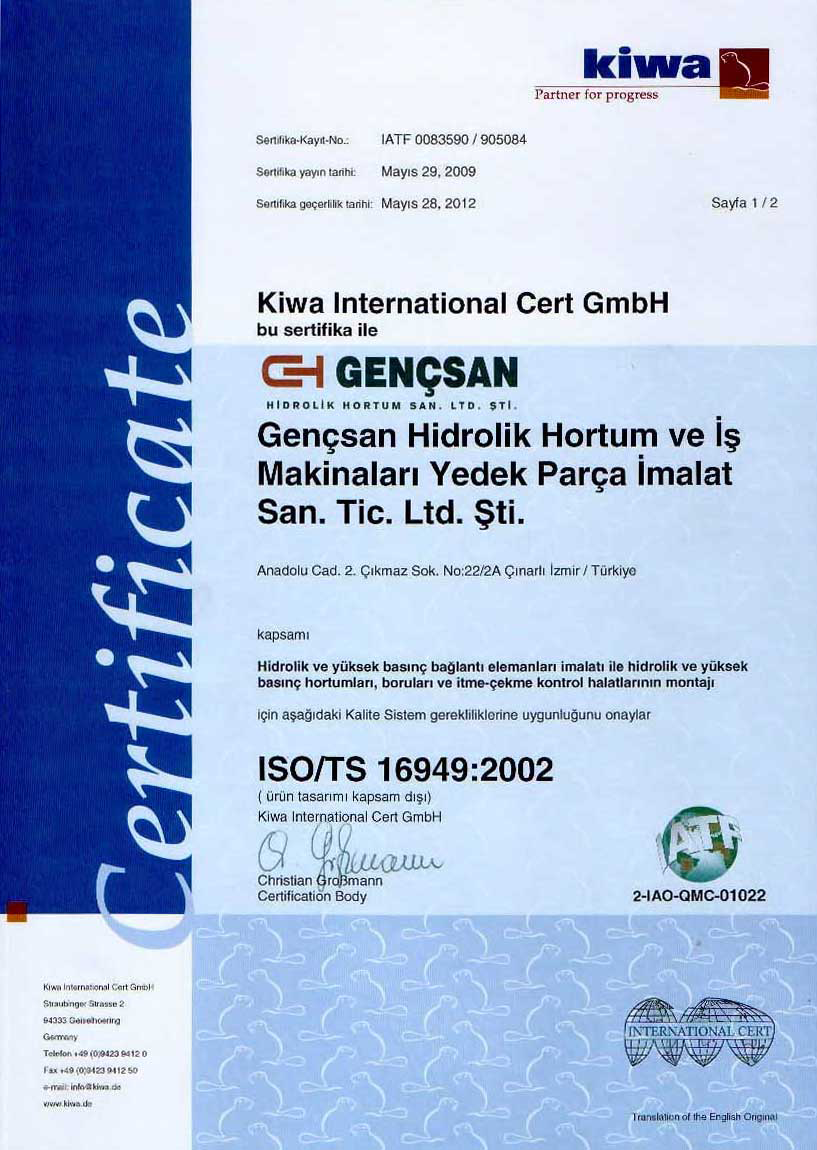 kiwa
Partner for progress
Sertifika-Kayıt-No.: IATF 0083590 / 905084
Sertifika yayın tarihi: Mayıs 29, 2009
Sertifika geçerlilik tarihi: Mayıs 28, 2012 Sayfa 1 / 2
Certificate
Kiwa International Cert GmbH
bu sertifika ile
GENÇSAN
HİDROLİK HORTUM SAN. LTD. ŞTİ.
Gençsan Hidrolik Hortum ve İş
Makinaları Yedek Parça İmalat
San. Tic. Ltd. Şti.
Anadolu Cad. 2. Çıkmaz Sok. No:22/2A Çınarlı İzmir / Türkiye
kapsamı
Hidrolik ve yüksek basınç bağlantı elemanları imalatı ile hidrolik ve yüksek
basınç hortumları, boruları ve itme-çekme kontrol halatlarının montajı
için aşağıdaki Kalite Sistem gerekliliklerine uygunluğunu onaylar
ISO/TS 16949:2002
( ürün tasarımı kapsam dışı)
Kiwa International Cert GmbH
Christian Großmann
Certification Body
IATF
2-IAO-QMC-01022
Kiwa International Cert GmbH
Straubinger Strasse 2
94333 Geiselhoering
Germany
Telefon +49 (0)9423 9412 0
Fax +49 (0)9423 9412 50
e-mail: info@kiwa.de
www.kiwa.de
INTERNATIONAL CERT
Translation of the English Original